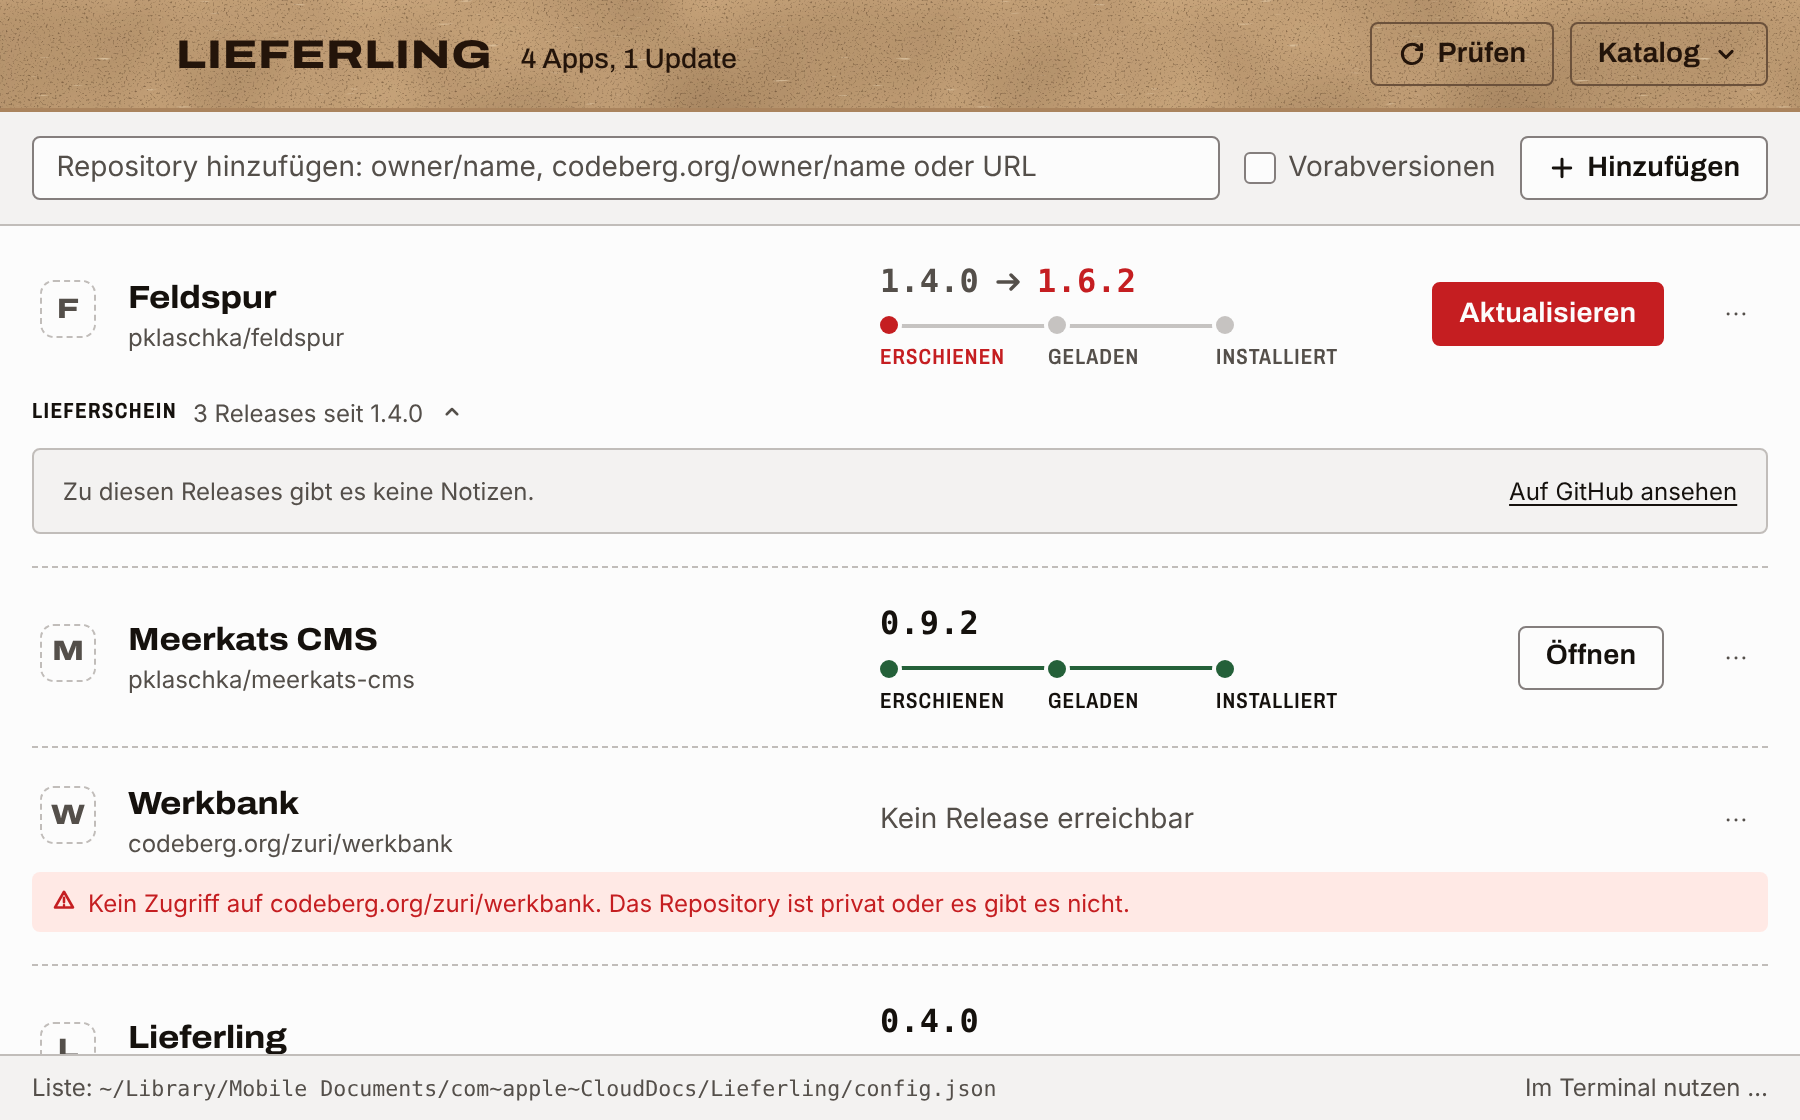 LIEFERLING 4 Apps, 1 Update Prüfen Katalog
Repository hinzufügen: owner/name, codeberg.org/owner/name oder URL Vorabversionen + Hinzufügen
F Feldspur 1.4.0 → 1.6.2 Aktualisieren ...
pklaschka/feldspur
ERSCHIENEN GELADEN INSTALLIERT
LIEFERSCHEIN 3 Releases seit 1.4.0
Zu diesen Releases gibt es keine Notizen. Auf GitHub ansehen
M Meerkats CMS 0.9.2 Öffnen ...
pklaschka/meerkats-cms
ERSCHIENEN GELADEN INSTALLIERT
W Werkbank Kein Release erreichbar ...
codeberg.org/zuri/werkbank
Kein Zugriff auf codeberg.org/zuri/werkbank. Das Repository ist privat oder es gibt es nicht.
L Lieferling 0.4.0
Liste: ~/Library/Mobile Documents/com~apple~CloudDocs/Lieferling/config.json Im Terminal nutzen ...